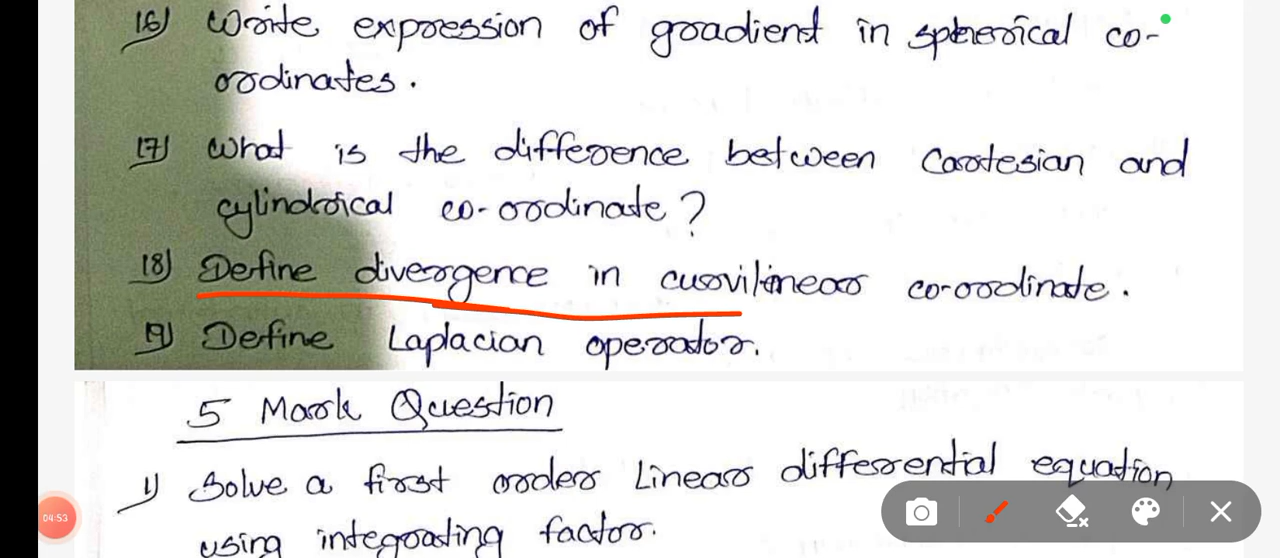 16) Write expression of gradient in spherical co-
ordinates.
17) What is the difference between Cartesian and
cylindrical co-ordinate?
18) Define divergence in curvilinear co-ordinate.
19) Define Laplacian operator.
5 Mark Question
1) Solve a first order Linear differential equation
using integrating factor.
04:53